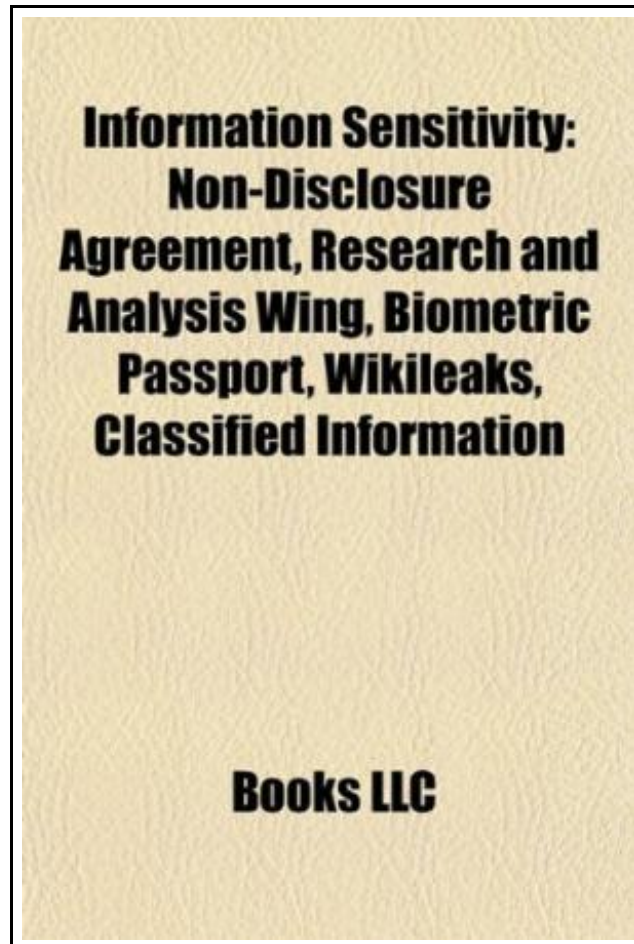 Information Sensitivity:
Non-Disclosure
Agreement, Research and
Analysis Wing, Biometric
Passport, Wikileaks,
Classified Information
Books LLC